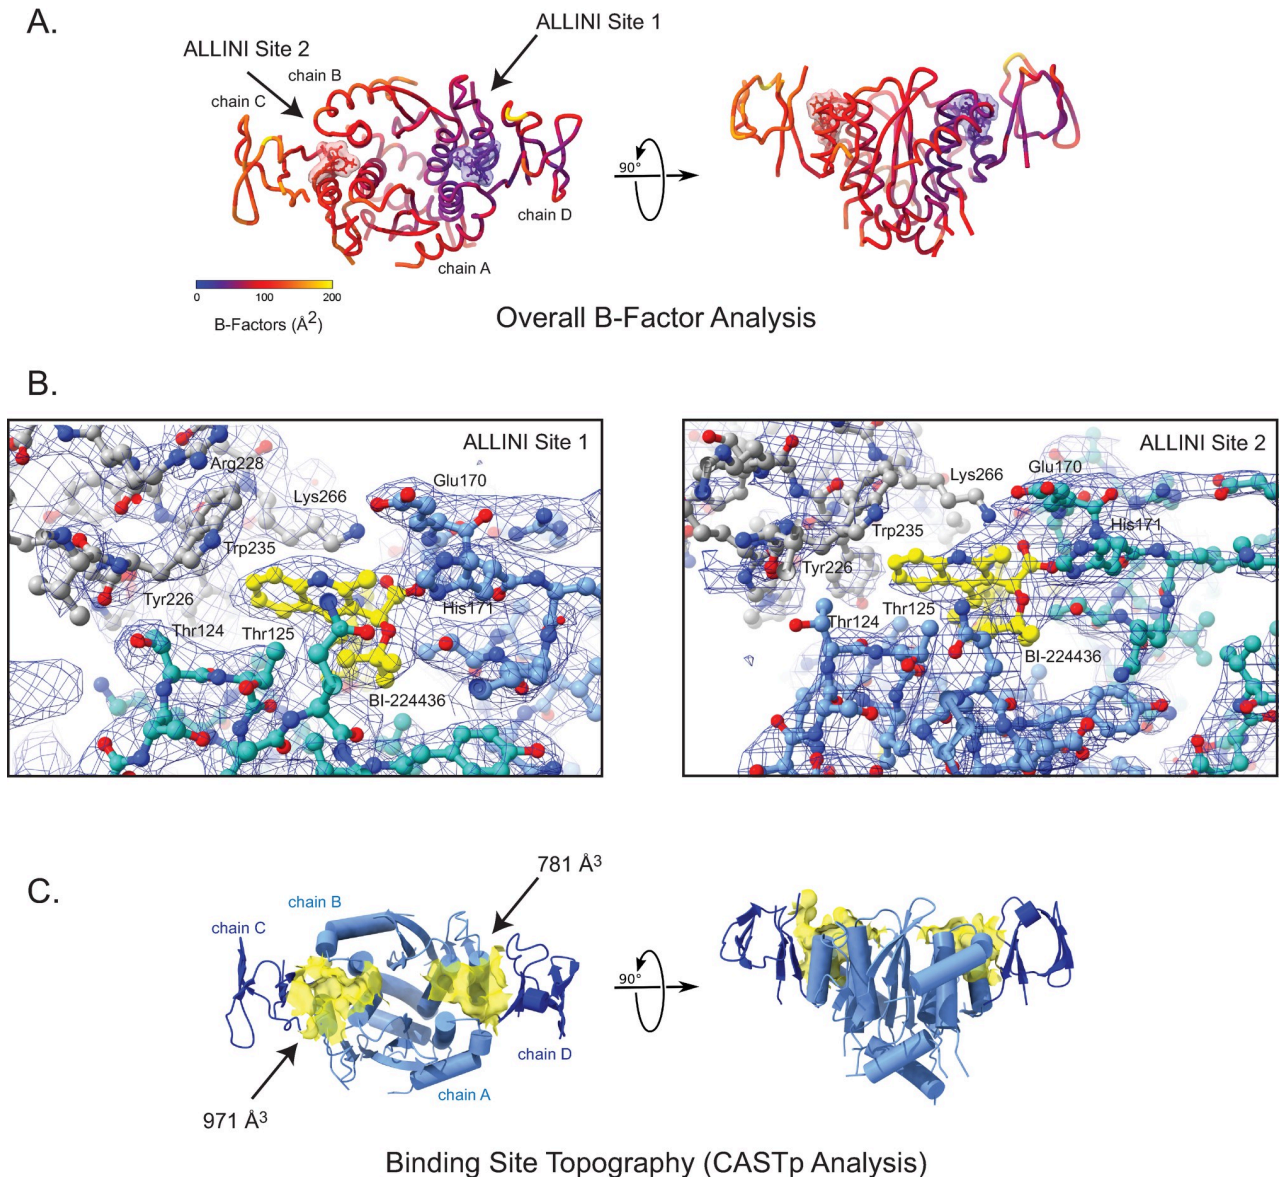 A.
ALLINI Site 1
ALLINI Site 2
chain B
chain C
90°
chain D
chain A
0 100 200
B-Factors (Å2)
Overall B-Factor Analysis
B.
ALLINI Site 1
Arg228
Glu170
Lys266
Trp235
Tyr226
His171
Thr124
Thr125
BI-224436
ALLINI Site 2
Glu170
Lys266
His171
Trp235
Tyr226
Thr125
Thr124
BI-224436
C.
781 Å3
chain B
chain C
90°
chain D
chain A
971 Å3
Binding Site Topography (CASTp Analysis)